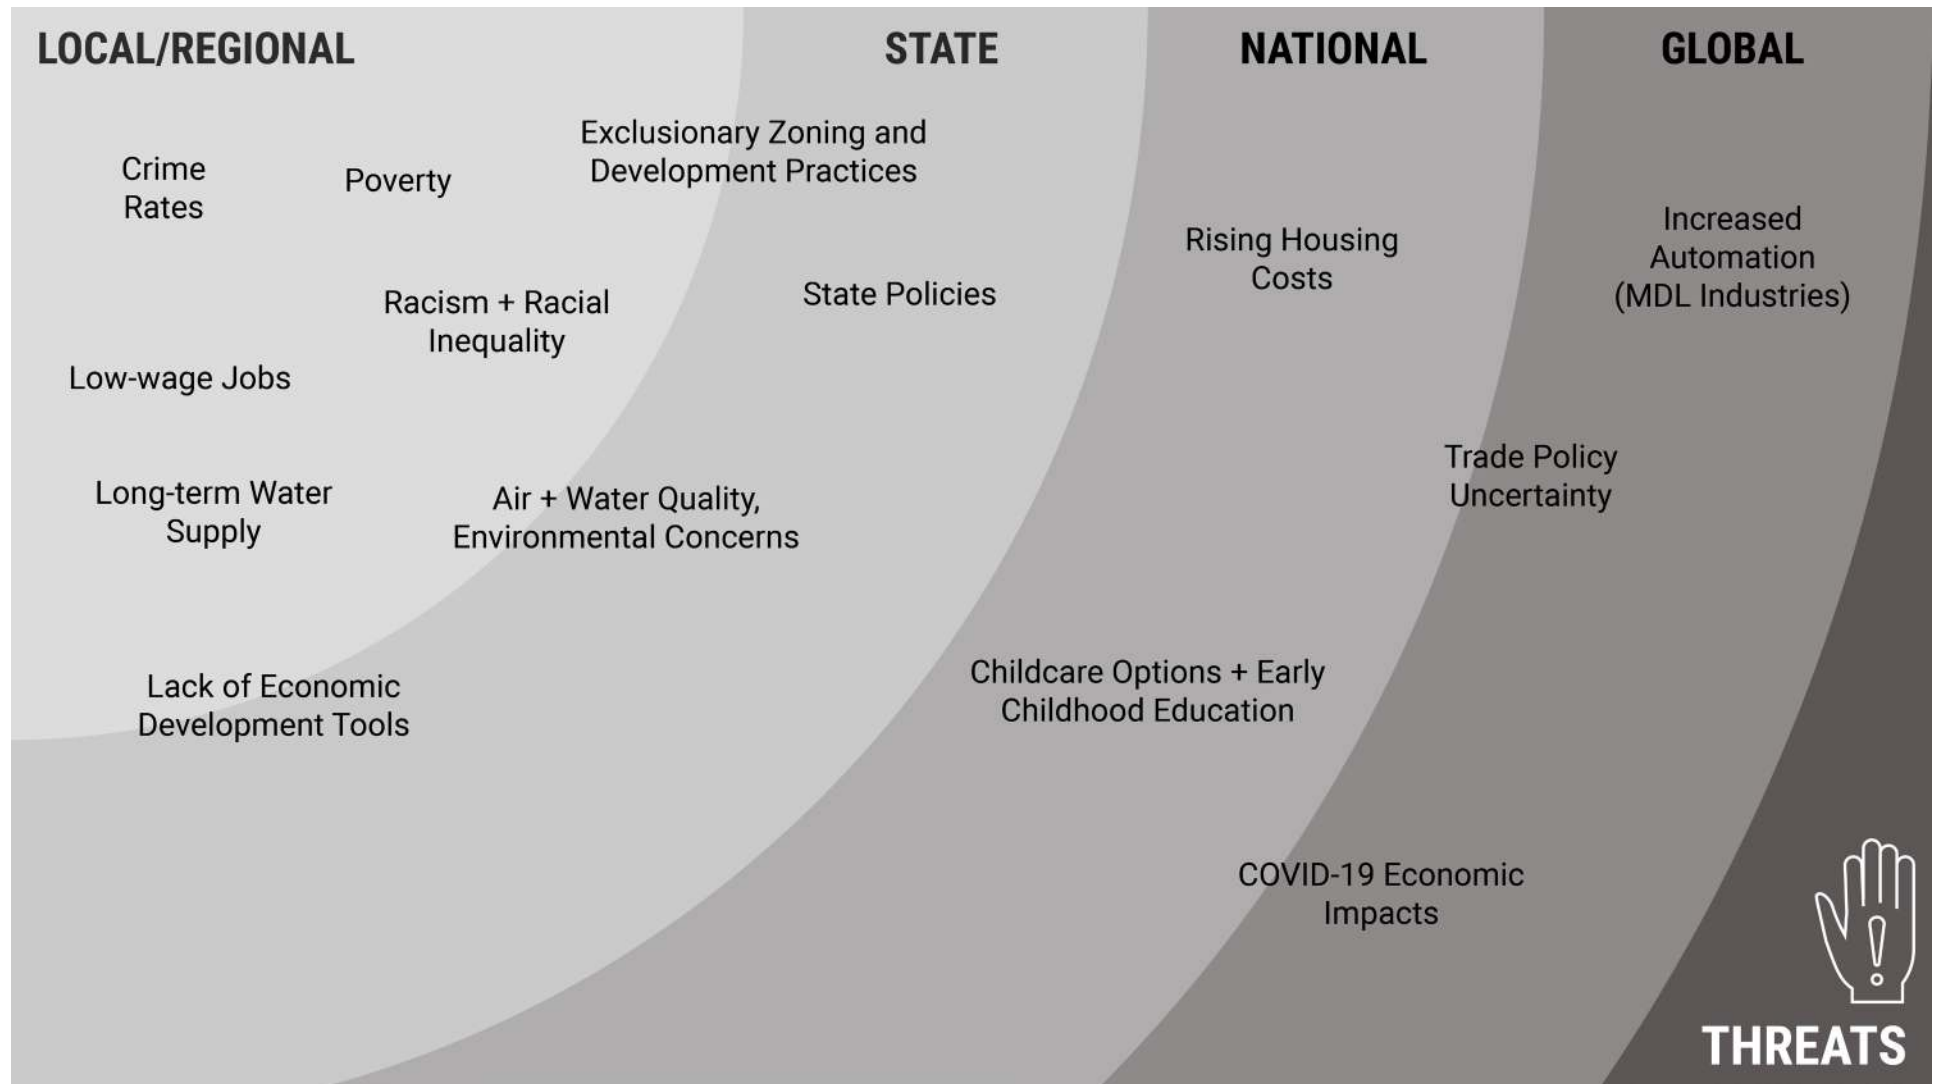 LOCAL/REGIONAL
STATE
NATIONAL
GLOBAL
Crime
Rates
Poverty
Exclusionary Zoning and
Development Practices
Rising Housing
Costs
Increased
Automation
(MDL Industries)
Racism + Racial
Inequality
State Policies
Low-wage Jobs
Trade Policy
Uncertainty
Long-term Water
Supply
Air + Water Quality,
Environmental Concerns
Lack of Economic
Development Tools
Childcare Options + Early
Childhood Education
COVID-19 Economic
Impacts
THREATS